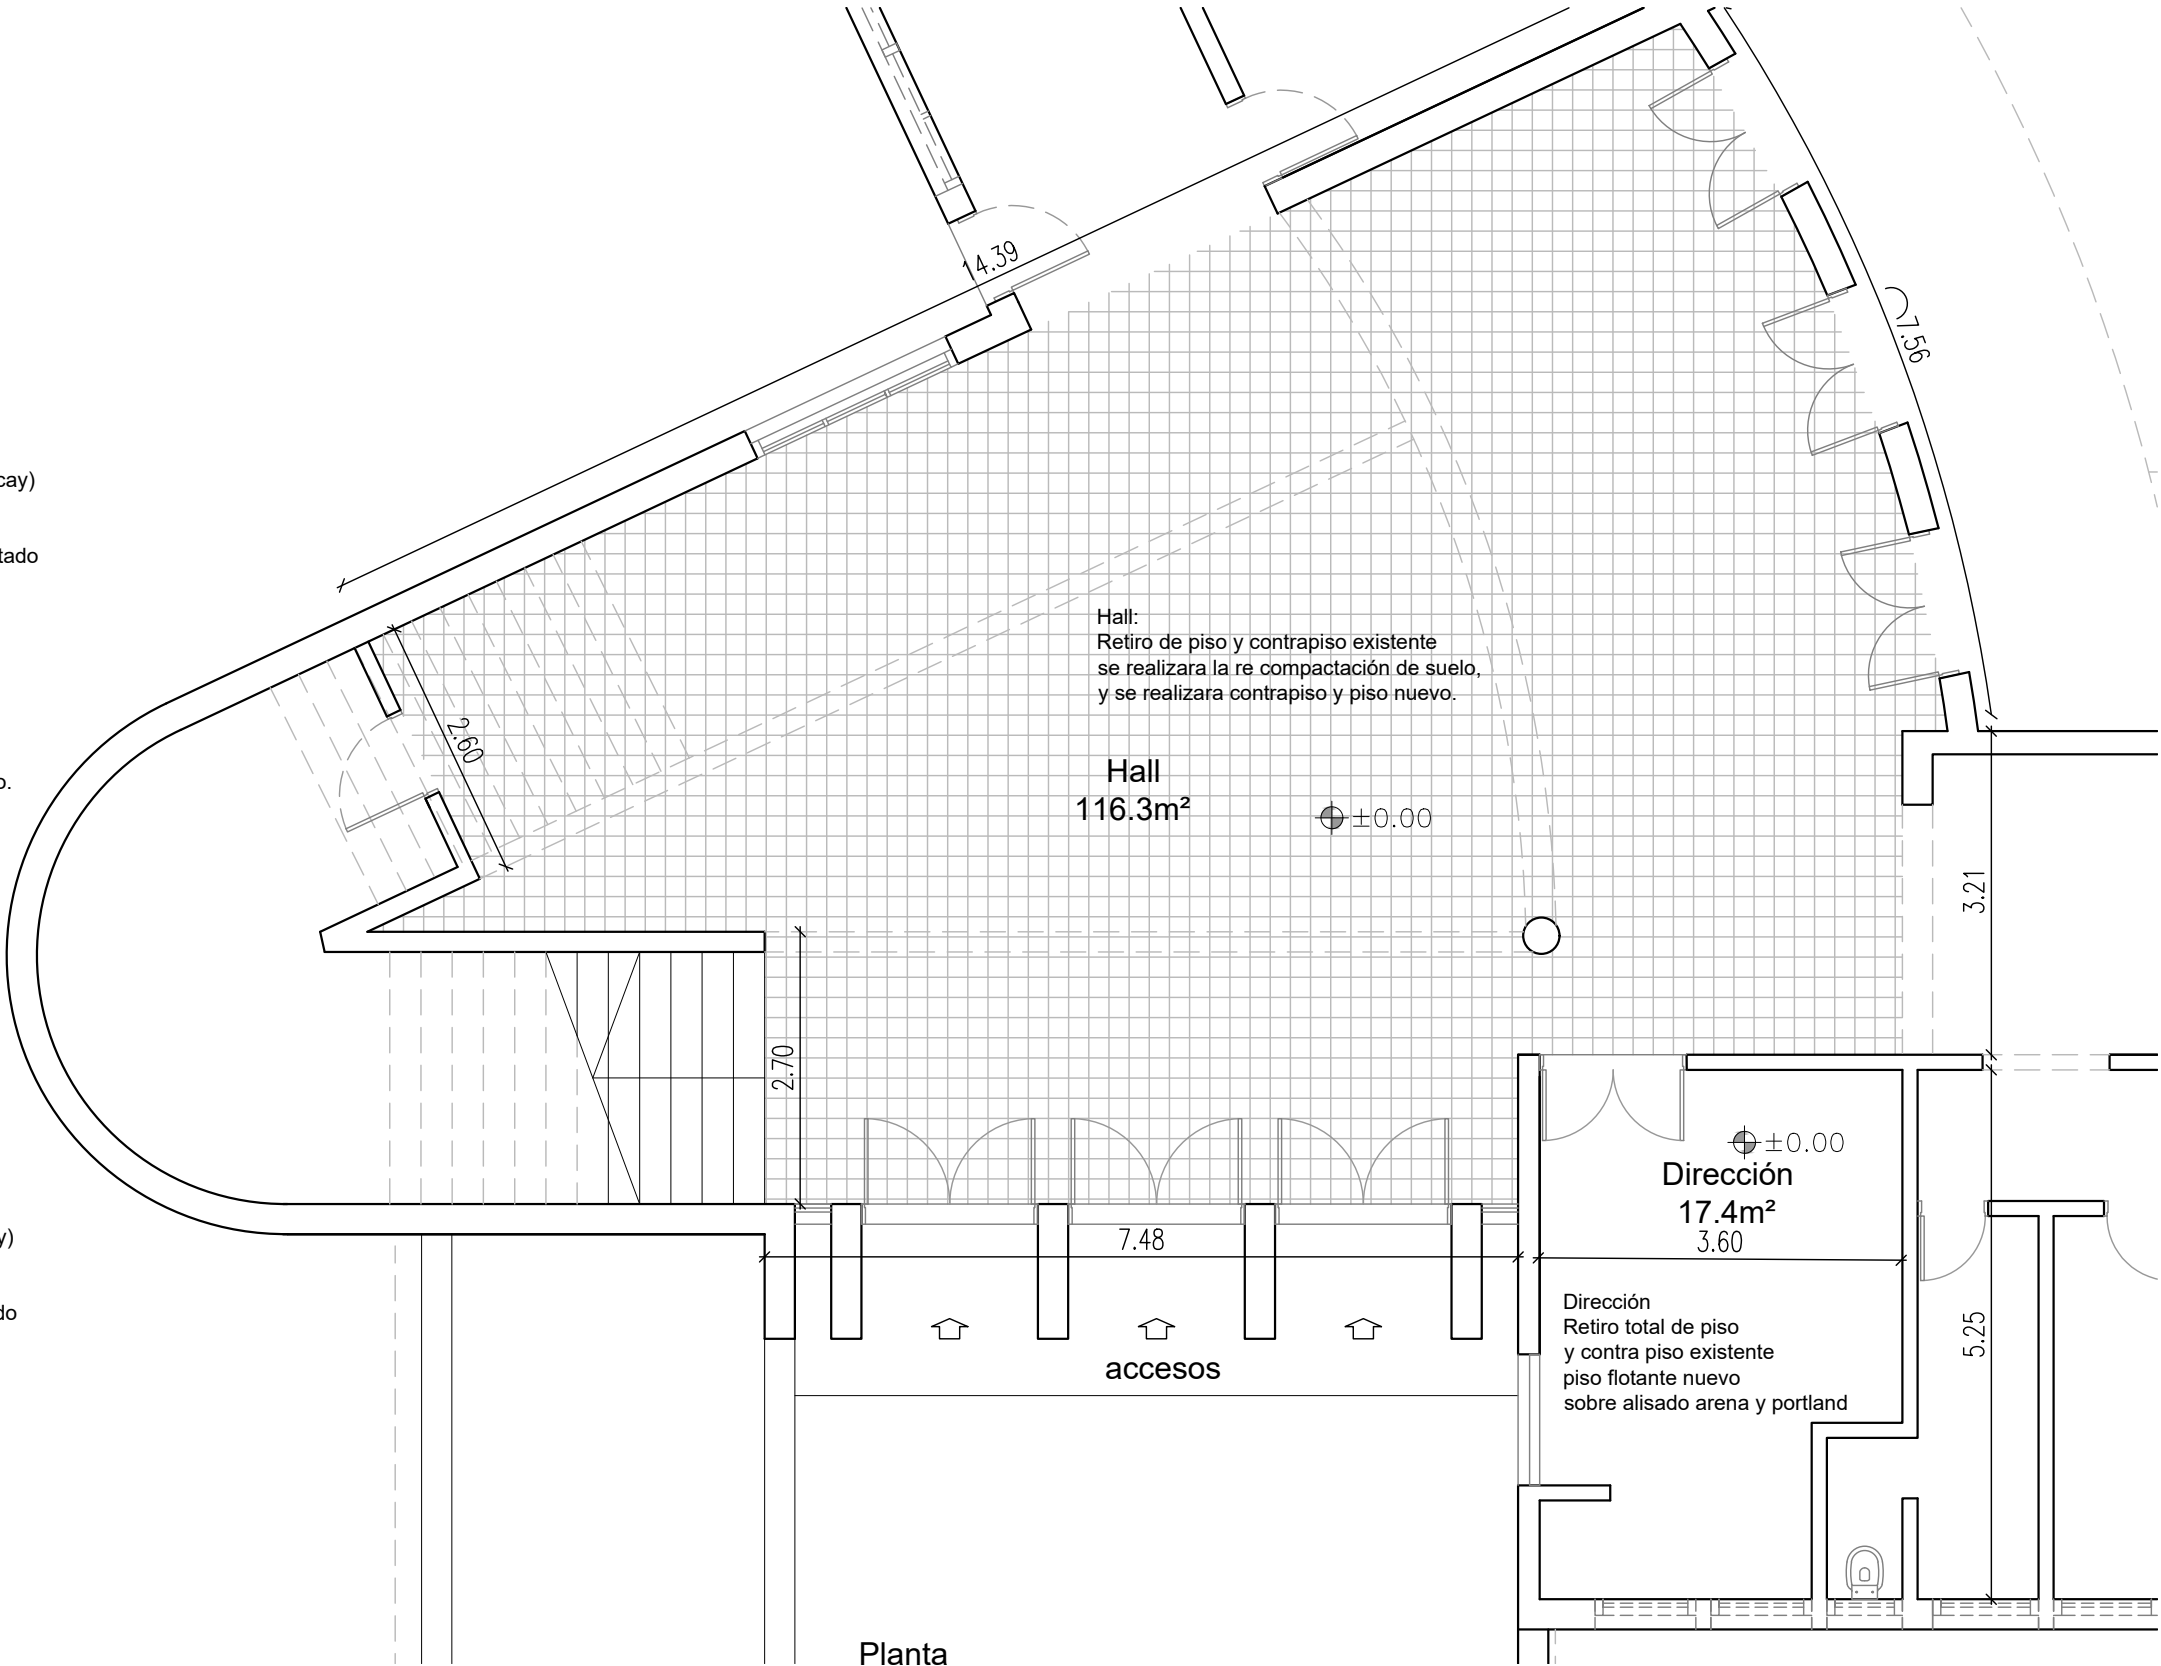 14.39
7.56
cay)
tado
Hall:
Retiro de piso y contrapiso existente
se realizara la re compactación de suelo,
y se realizara contrapiso y piso nuevo.
2.60
Hall
116.3m²
±0.00
3.21
2.70
±0.00
Dirección
17.4m²
3.60
7.48
y)
do
Dirección
Retiro total de piso
y contra piso existente
piso flotante nuevo
sobre alisado arena y portland
5.25
accesos
Planta